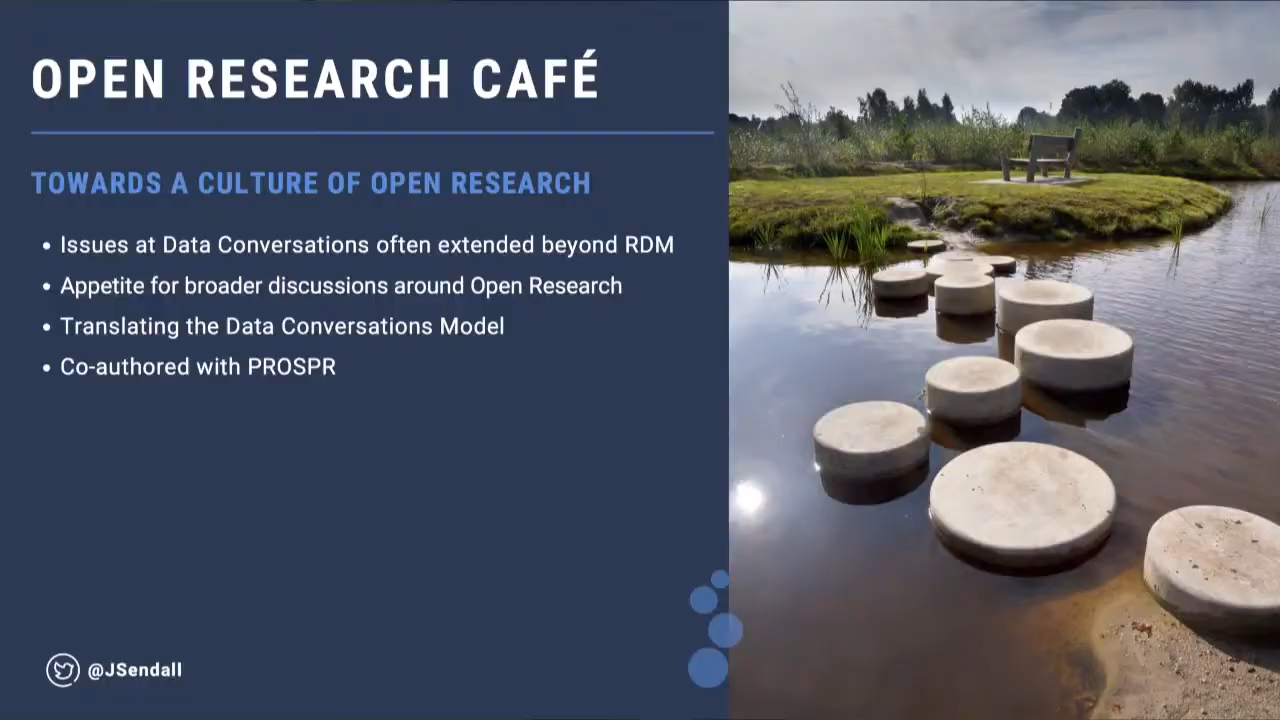 OPEN RESEARCH CAFÉ
TOWARDS A CULTURE OF OPEN RESEARCH
• Issues at Data Conversations often extended beyond RDM
• Appetite for broader discussions around Open Research
• Translating the Data Conversations Model
• Co-authored with PROSPR
@JSendall